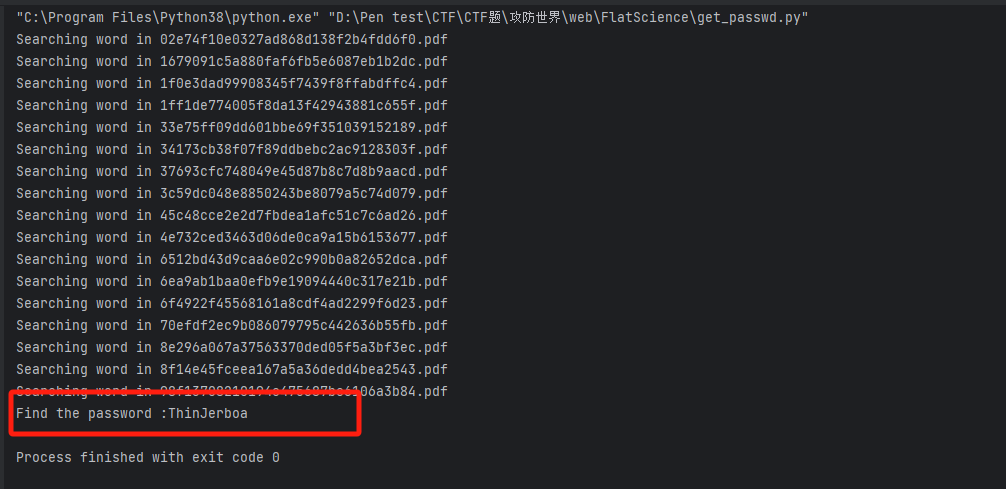 "C:\Program Files\Python38\python.exe" "D:\Pen test\CTF\CTF题\攻防世界\web\FlatScience\get_passwd.py"
Searching word in 02e74f10e0327ad868d138f2b4fdd6f0.pdf
Searching word in 1679091c5a880faf6fb5e6087eb1b2dc.pdf
Searching word in 1f0e3dad99908345f7439f8ffabdffc4.pdf
Searching word in 1ff1de774005f8da13f42943881c655f.pdf
Searching word in 33e75ff09dd601bbe69f351039152189.pdf
Searching word in 34173cb38f07f89ddbebc2ac9128303f.pdf
Searching word in 37693cfc748049e45d87b8c7d8b9aacd.pdf
Searching word in 3c59dc048e8850243be8079a5c74d079.pdf
Searching word in 45c48cce2e2d7fbdea1afc51c7c6ad26.pdf
Searching word in 4e732ced3463d06de0ca9a15b6153677.pdf
Searching word in 6512bd43d9caa6e02c990b0a82652dca.pdf
Searching word in 6ea9ab1baa0efb9e19094440c317e21b.pdf
Searching word in 6f4922f45568161a8cdf4ad2299f6d23.pdf
Searching word in 70efdf2ec9b086079795c442636b55fb.pdf
Searching word in 8e296a067a37563370ded05f5a3bf3ec.pdf
Searching word in 8f14e45fceea167a5a36dedd4bea2543.pdf
Searching word in
Find the password :ThinJerboa
Process finished with exit code 0